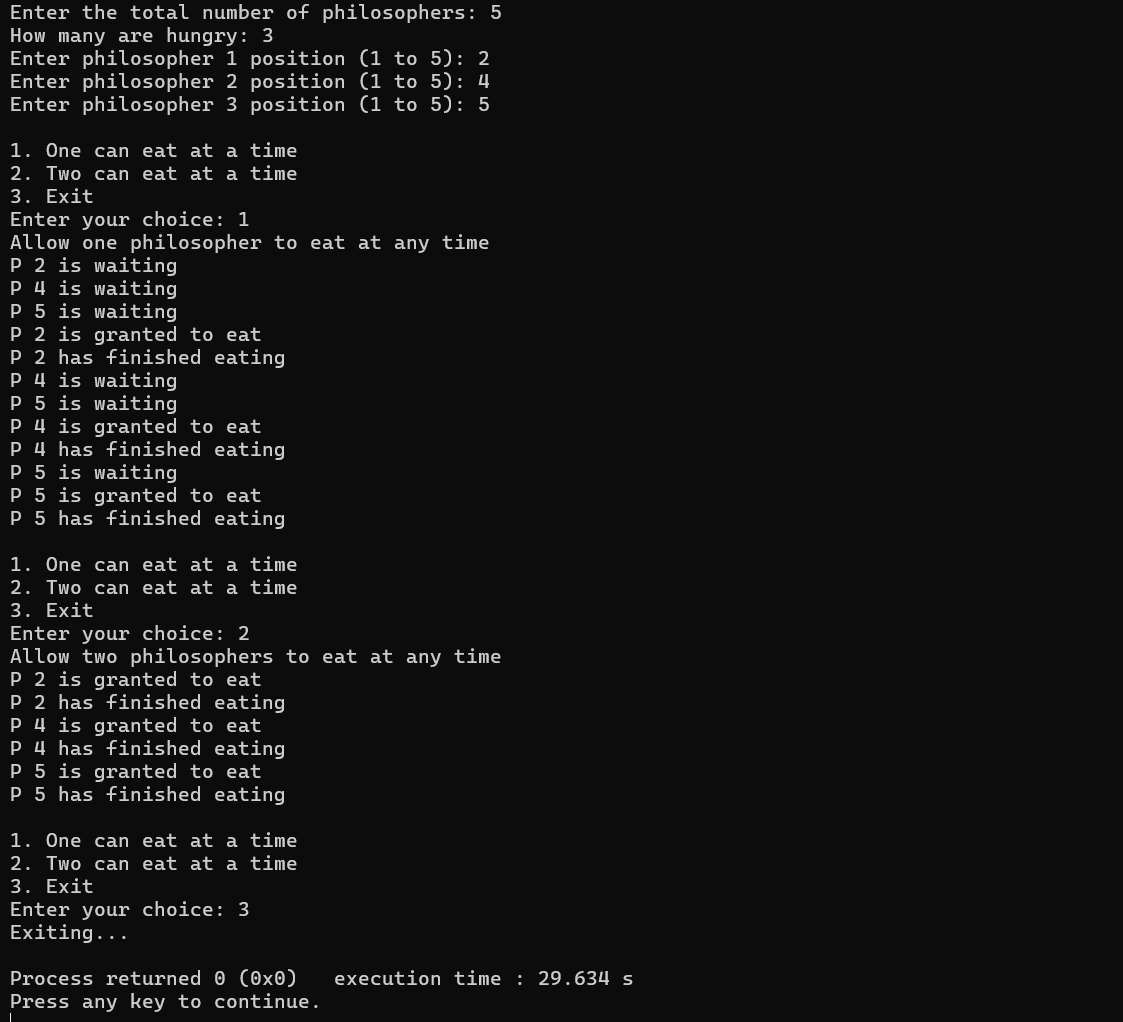 Enter the total number of philosophers: 5
How many are hungry: 3
Enter philosopher 1 position (1 to 5): 2
Enter philosopher 2 position (1 to 5): 4
Enter philosopher 3 position (1 to 5): 5

1. One can eat at a time
2. Two can eat at a time
3. Exit
Enter your choice: 1
Allow one philosopher to eat at any time
P 2 is waiting
P 4 is waiting
P 5 is waiting
P 2 is granted to eat
P 2 has finished eating
P 4 is waiting
P 5 is waiting
P 4 is granted to eat
P 4 has finished eating
P 5 is waiting
P 5 is granted to eat
P 5 has finished eating

1. One can eat at a time
2. Two can eat at a time
3. Exit
Enter your choice: 2
Allow two philosophers to eat at any time
P 2 is granted to eat
P 2 has finished eating
P 4 is granted to eat
P 4 has finished eating
P 5 is granted to eat
P 5 has finished eating

1. One can eat at a time
2. Two can eat at a time
3. Exit
Enter your choice: 3
Exiting...

Process returned 0 (0x0)   execution time : 29.634 s
Press any key to continue.